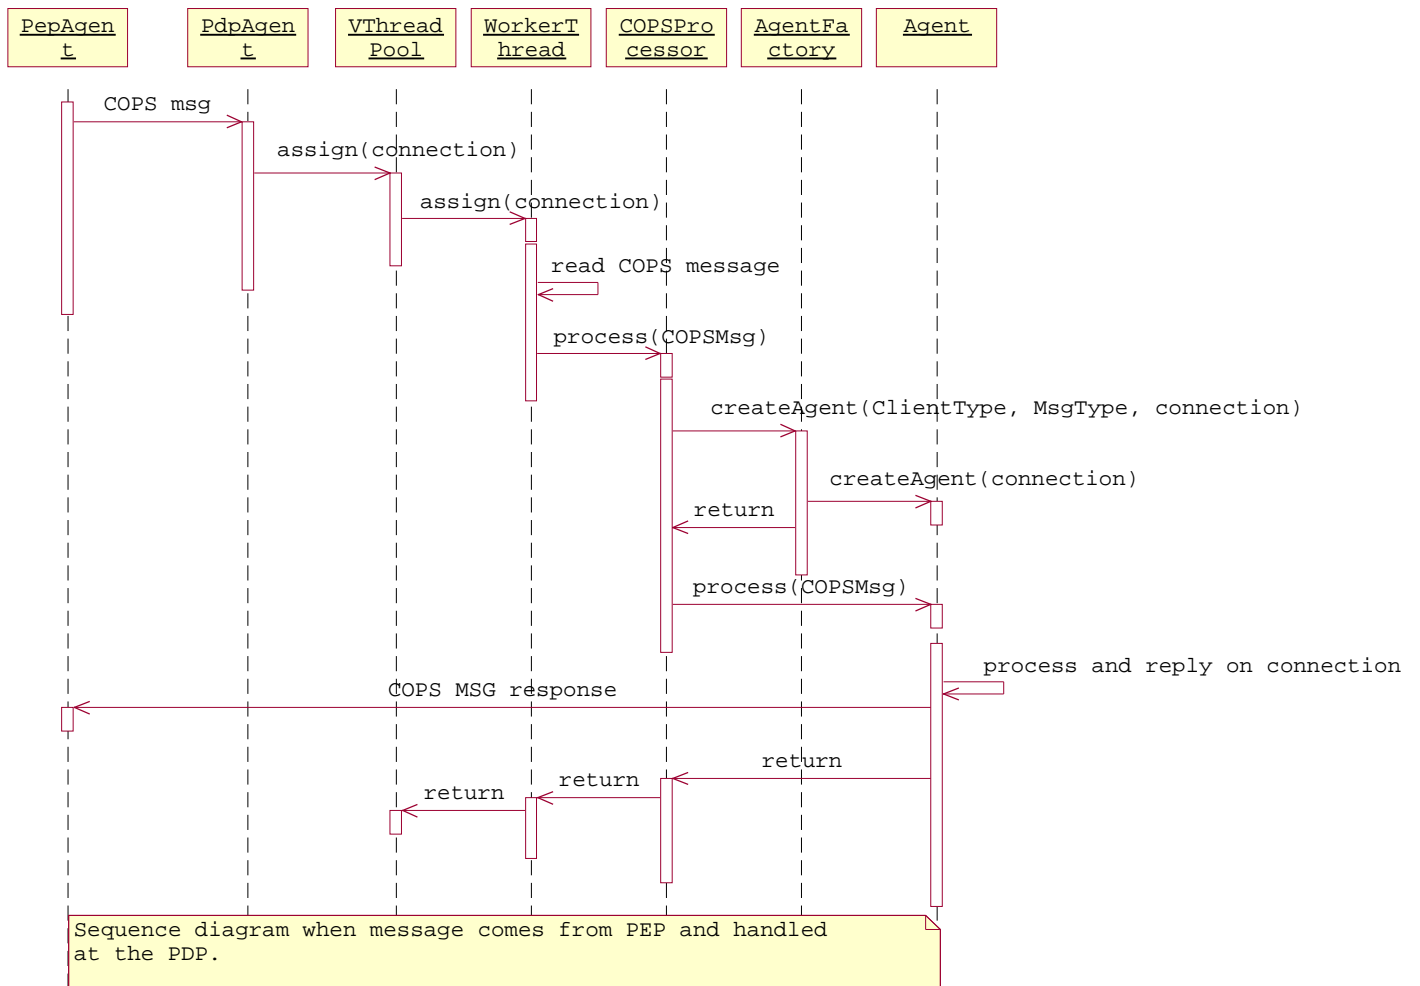 PepAgen
t
PdpAgen
t
VThread
Pool
WorkerT
hread
COPSPro
cessor
AgentFa
ctory
Agent
COPS msg
assign(connection)
assign(connection)
read COPS message
process(COPSMsg)
createAgent(ClientType, MsgType, connection)
createAgent(connection)
return
process(COPSMsg)
process and reply on connection
COPS MSG response
return
return
return
Sequence diagram when message comes from PEP and handled
at the PDP.